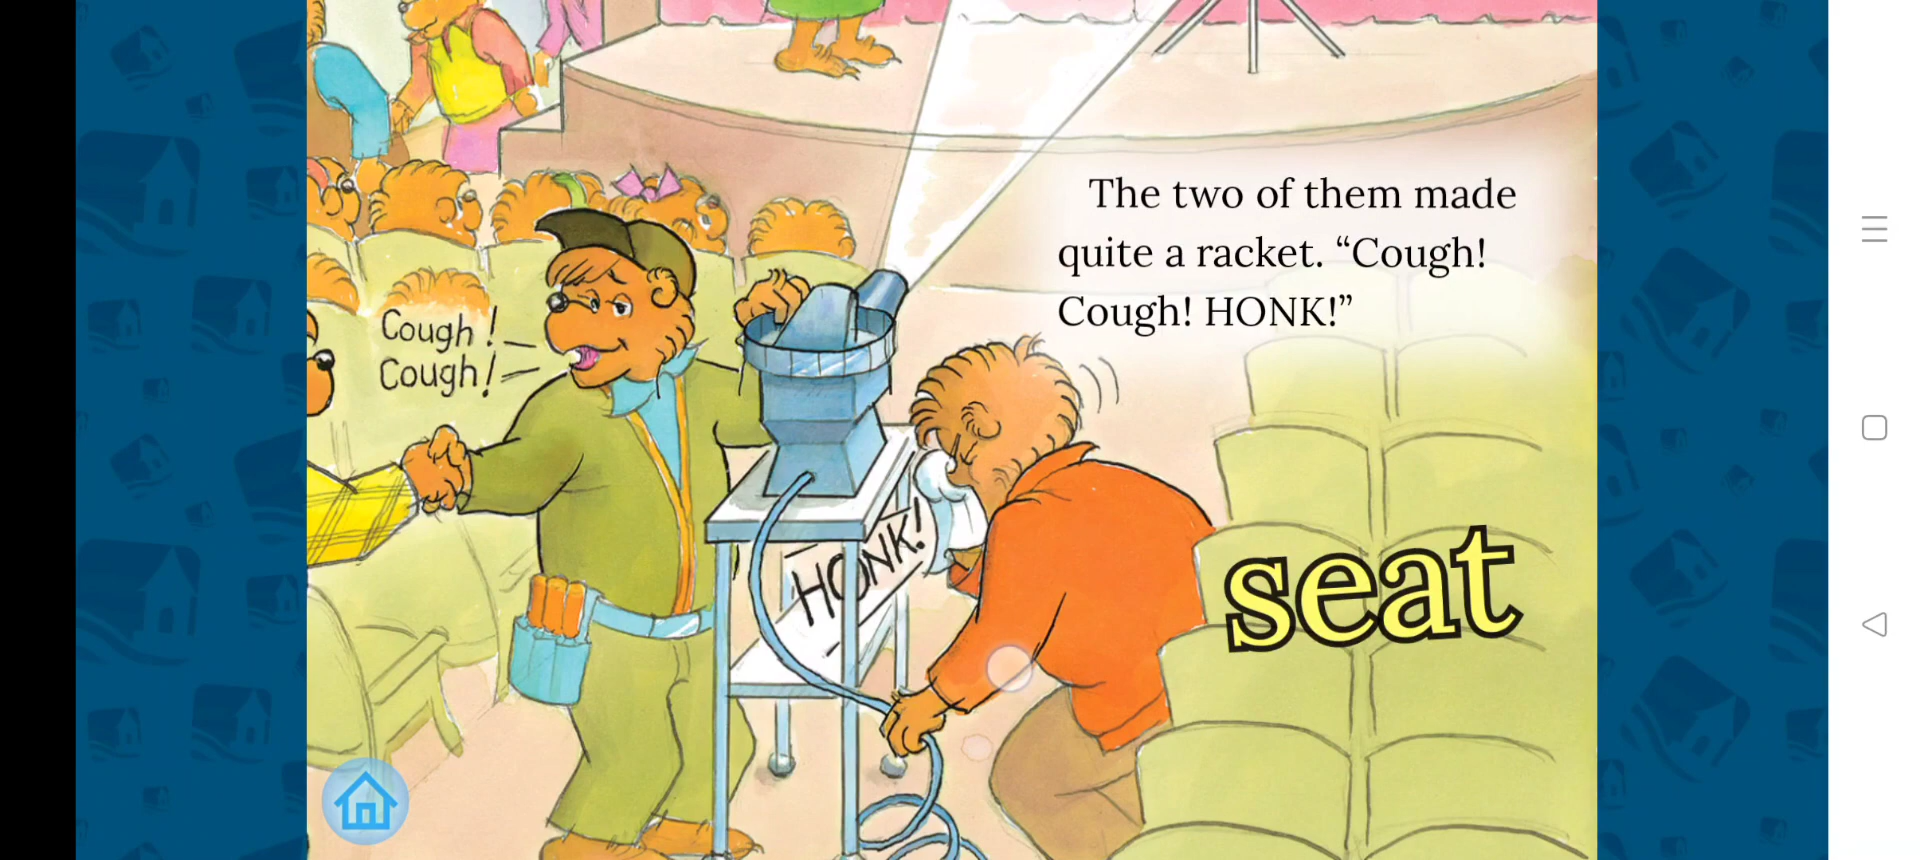 The two of them made
quite a racket. “Cough!
Cough! HONK!”
Cough!
Cough!
HONK!
seat